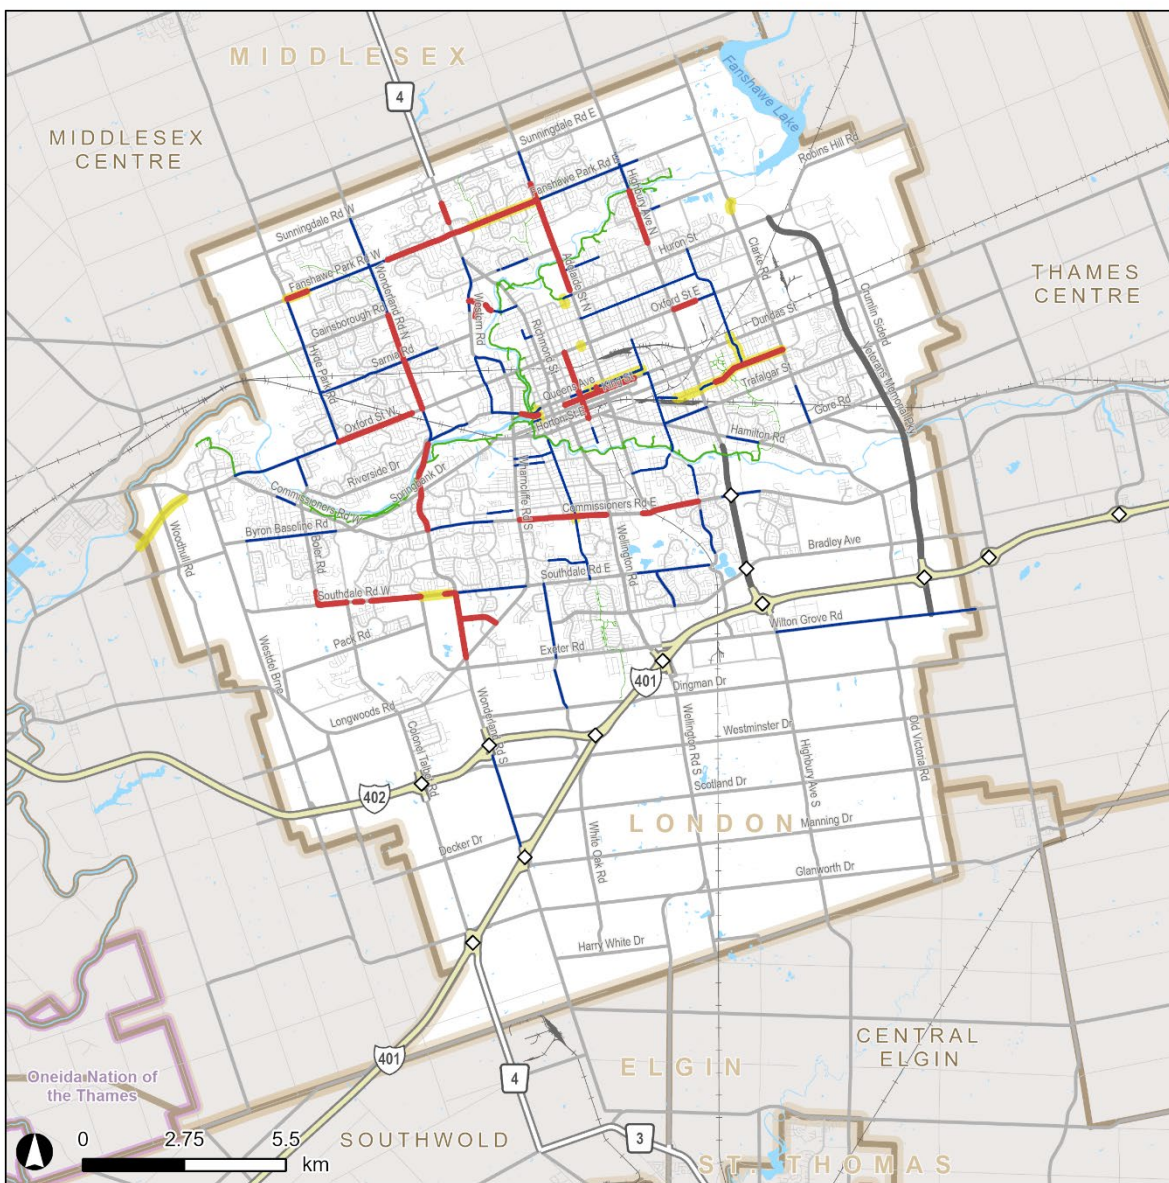 MIDDLESEX
4
Fanshawe Lake
MIDDLESEX
CENTRE
Sunningdale Rd E
Robins Hill Rd
Fanshawe Park Rd E
Highbury Ave N
Sunningdale Rd W
Huron St
Clarke Rd
Fanshawe Park Rd W
Wonderland Rd N
Adelaide St N
THAMES
CENTRE
Gainsborough Rd
Western Rd
Oxford St E
Dundas St
Crumlin Siderd
Richmond St
Sarnia Rd
Hyde Park Rd
Veterans Memorial Pkwy
Trafalgar St
Queens Ave
King St
Gore Rd
Oxford St W
Horton St E
Hamilton Rd
Riverside Dr
Springbank Dr
Wharncliffe Rd S
Commissioners Rd W
Commissioners Rd E
Woodhull Rd
Byron Baseline Rd
Boler Rd
Wellington Rd
Bradley Ave
Southdale Rd E
Southdale Rd W
Wilton Grove Rd
Pack Rd
Exeter Rd
Westdel Brne
401
Dingman Dr
Longwoods Rd
Wonderland Rd S
Colonel Talbot Rd
Westminster Dr
Wellington Rd S
Highbury Ave S
Old Victoria Rd
402
Scotland Dr
LONDON
Manning Dr
Decker Dr
White Oak Rd
Glanworth Dr
Harry White Dr
CENTRAL
ELGIN
401
ELGIN
Oneida Nation of
the Thames
4
0 2.75 5.5
km
SOUTHWOLD
3
ST. THOMAS